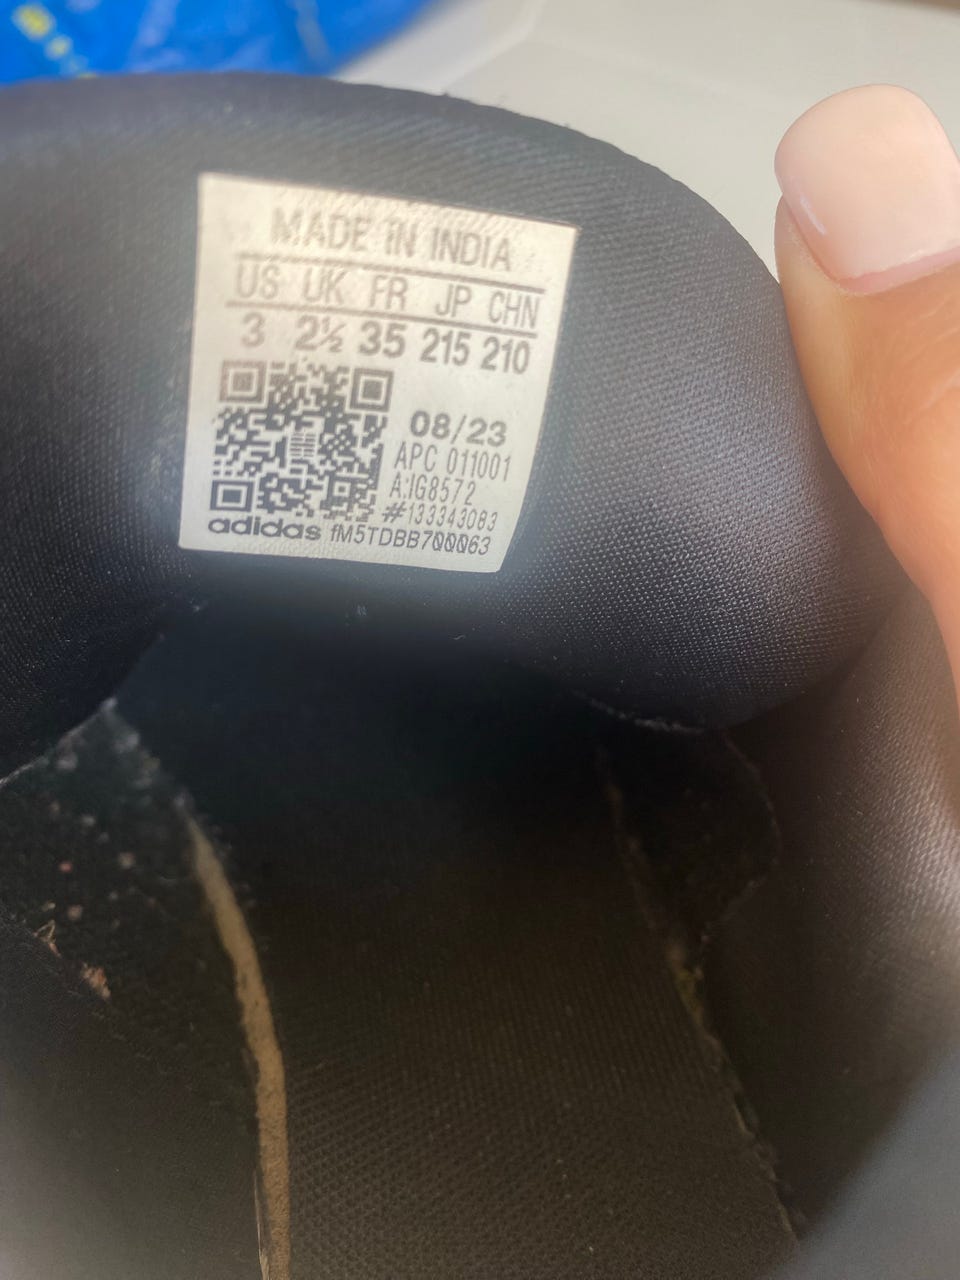 MADE IN INDIA
US UK FR JP CHN
3 2½ 35 215 210
08/23
APC 011001
A:IG8572
#133343083
adidas fM5TDBB700063